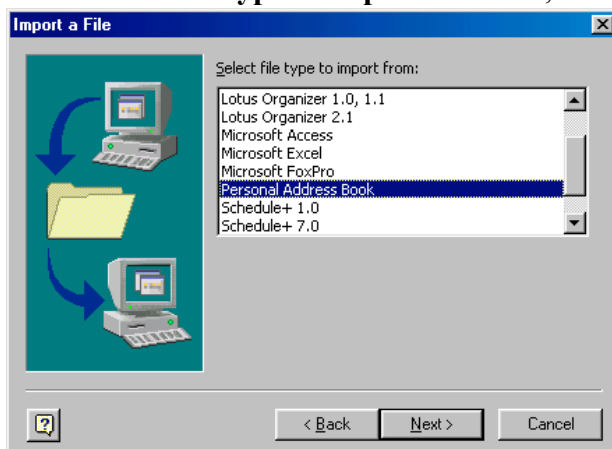 Import a File
Select file type to import from:
Lotus Organizer 1.0, 1.1
Lotus Organizer 2.1
Microsoft Access
Microsoft Excel
Microsoft FoxPro
Personal Address Book
Schedule+ 1.0
Schedule+ 7.0
< Back
Next >
Cancel